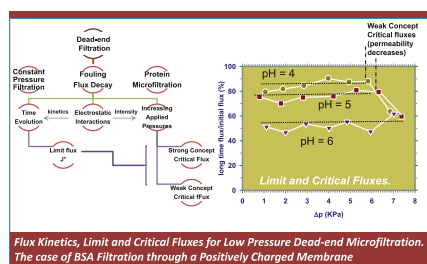 Dead-end
Filtration
Constant
Pressure
Filtration
Fouling
Flux Decay
Protein
Microfiltration
Time
Evolution
kinetics
Electrostatic
Interactions
Intensity
Increasing
Applied
Pressures
Limit flux
J*
Strong Concept
Critical Flux
Weak Concept
Critical fFux
Weak Concept
Critical fluxes
(permeability
decreases)
long time flux/initial flux (%)
100
80
60
40
20
0
pH = 4
pH = 5
pH = 6
Limit and Critical Fluxes.
0 1 2 3 4 5 6 7 8
Δp (KPa)
Flux Kinetics, Limit and Critical Fluxes for Low Pressure Dead-end Microfiltration.
The case of BSA Filtration through a Positively Charged Membrane